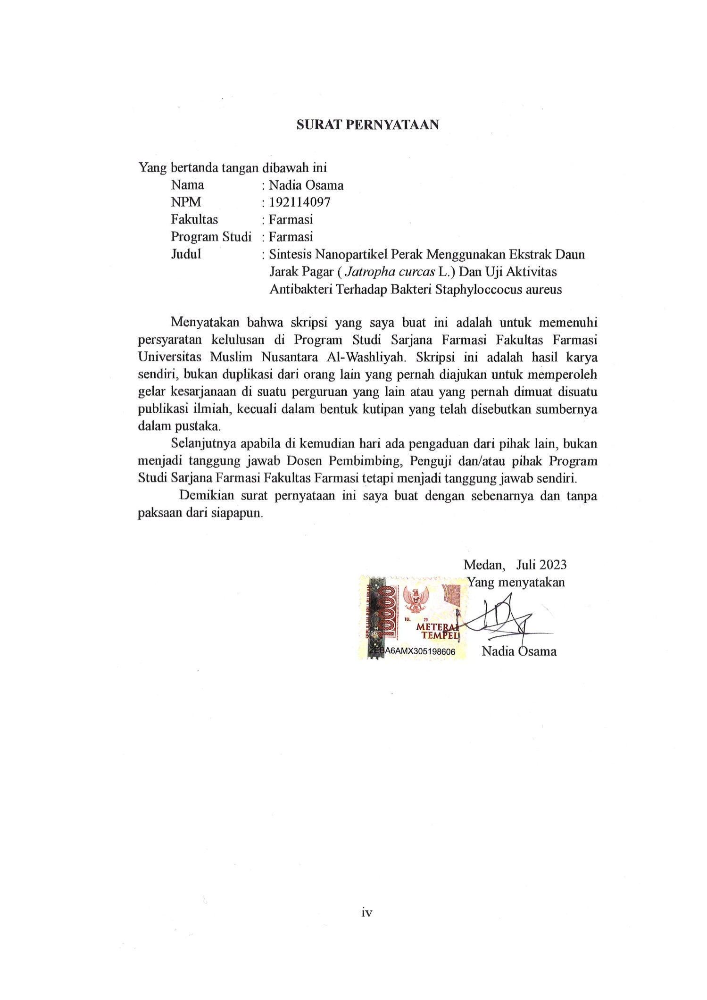 SURAT PERNYATAAN
Yang bertanda tangan dibawah ini
Nama : Nadia Osama
NPM : 192114097
Fakultas : Farmasi
Program Studi : Farmasi
Judul : Sintesis Nanopartikel Perak Menggunakan Ekstrak Daun
Jarak Pagar ( Jatropha curcas L.) Dan Uji Aktivitas
Antibakteri Terhadap Bakteri Staphyloccocus aureus
Menyatakan bahwa skripsi yang saya buat ini adalah untuk memenuhi
persyaratan kelulusan di Program Studi Sarjana Farmasi Fakultas Farmasi
Universitas Muslim Nusantara Al-Washliyah. Skripsi ini adalah hasil karya
sendiri, bukan duplikasi dari orang lain yang pernah diajukan untuk memperoleh
gelar kesarjanaan di suatu perguruan yang lain atau yang pernah dimuat disuatu
publikasi ilmiah, kecuali dalam bentuk kutipan yang telah disebutkan sumbernya
dalam pustaka.
Selanjutnya apabila di kemudian hari ada pengaduan dari pihak lain, bukan
menjadi tanggung jawab Dosen Pembimbing, Penguji dan/atau pihak Program
Studi Sarjana Farmasi Fakultas Farmasi tetapi menjadi tanggung jawab sendiri.
Demikian surat pernyataan ini saya buat dengan sebenarnya dan tanpa
paksaan dari siapapun.
Medan, Juli 2023
Yang menyatakan
SEPULUH RIBU RUPIAH
10000
TGL. 20
METERAI
TEMPEL
2EBA6AMX305198606
Nadia Osama
iv